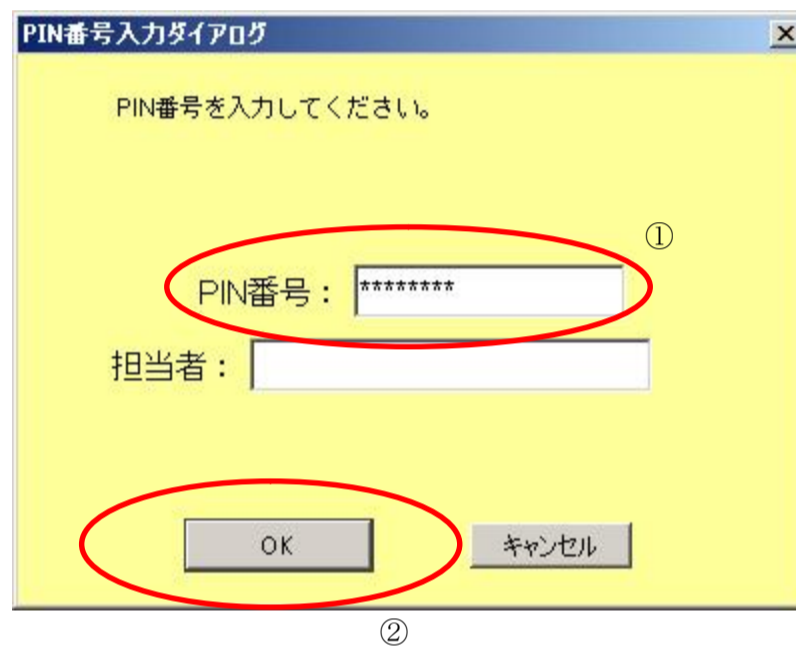 PIN番号入力ダイアログ
PIN番号を入力してください。
①
PIN番号： ********
担当者：
OK キャンセル
②